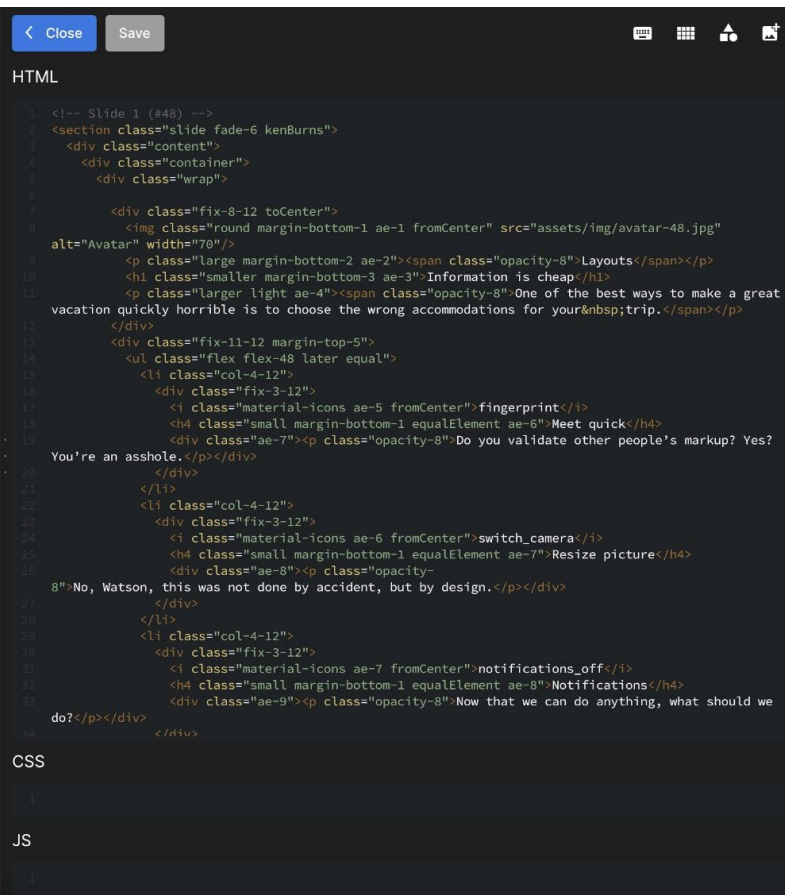 Close Save
HTML
1 <!-- Slide 1 (#48) -->
2 <section class="slide fade-6 kenBurns">
3 <div class="content">
4 <div class="container">
5 <div class="wrap">
6
7 <div class="fix-8-12 toCenter">
8 <img class="round margin-bottom-1 ae-1 fromCenter" src="assets/img/avatar-48.jpg"
alt="Avatar" width="70"/>
9 <p class="large margin-bottom-2 ae-2"><span class="opacity-8">Layouts</span></p>
10 <h1 class="smaller margin-bottom-3 ae-3">Information is cheap</h1>
11 <p class="larger light ae-4"><span class="opacity-8">One of the best ways to make a great
vacation quickly horrible is to choose the wrong accommodations for your&nbsp;trip.</span></p>
12 </div>
13 <div class="fix-11-12 margin-top-5">
14 <ul class="flex flex-48 later equal">
15 <li class="col-4-12">
16 <div class="fix-3-12">
17 <i class="material-icons ae-5 fromCenter">fingerprint</i>
18 <h4 class="small margin-bottom-1 equalElement ae-6">Meet quick</h4>
19 <div class="ae-7"><p class="opacity-8">Do you validate other people’s markup? Yes?
You’re an asshole.</p></div>
20 </div>
21 </li>
22 <li class="col-4-12">
23 <div class="fix-3-12">
24 <i class="material-icons ae-6 fromCenter">switch_camera</i>
25 <h4 class="small margin-bottom-1 equalElement ae-7">Resize picture</h4>
26 <div class="ae-8"><p class="opacity-
8">No, Watson, this was not done by accident, but by design.</p></div>
27 </div>
28 </li>
29 <li class="col-4-12">
30 <div class="fix-3-12">
31 <i class="material-icons ae-7 fromCenter">notifications_off</i>
32 <h4 class="small margin-bottom-1 equalElement ae-8">Notifications</h4>
33 <div class="ae-9"><p class="opacity-8">Now that we can do anything, what should we
do?</p></div>
34 </div>
CSS
1
JS
1